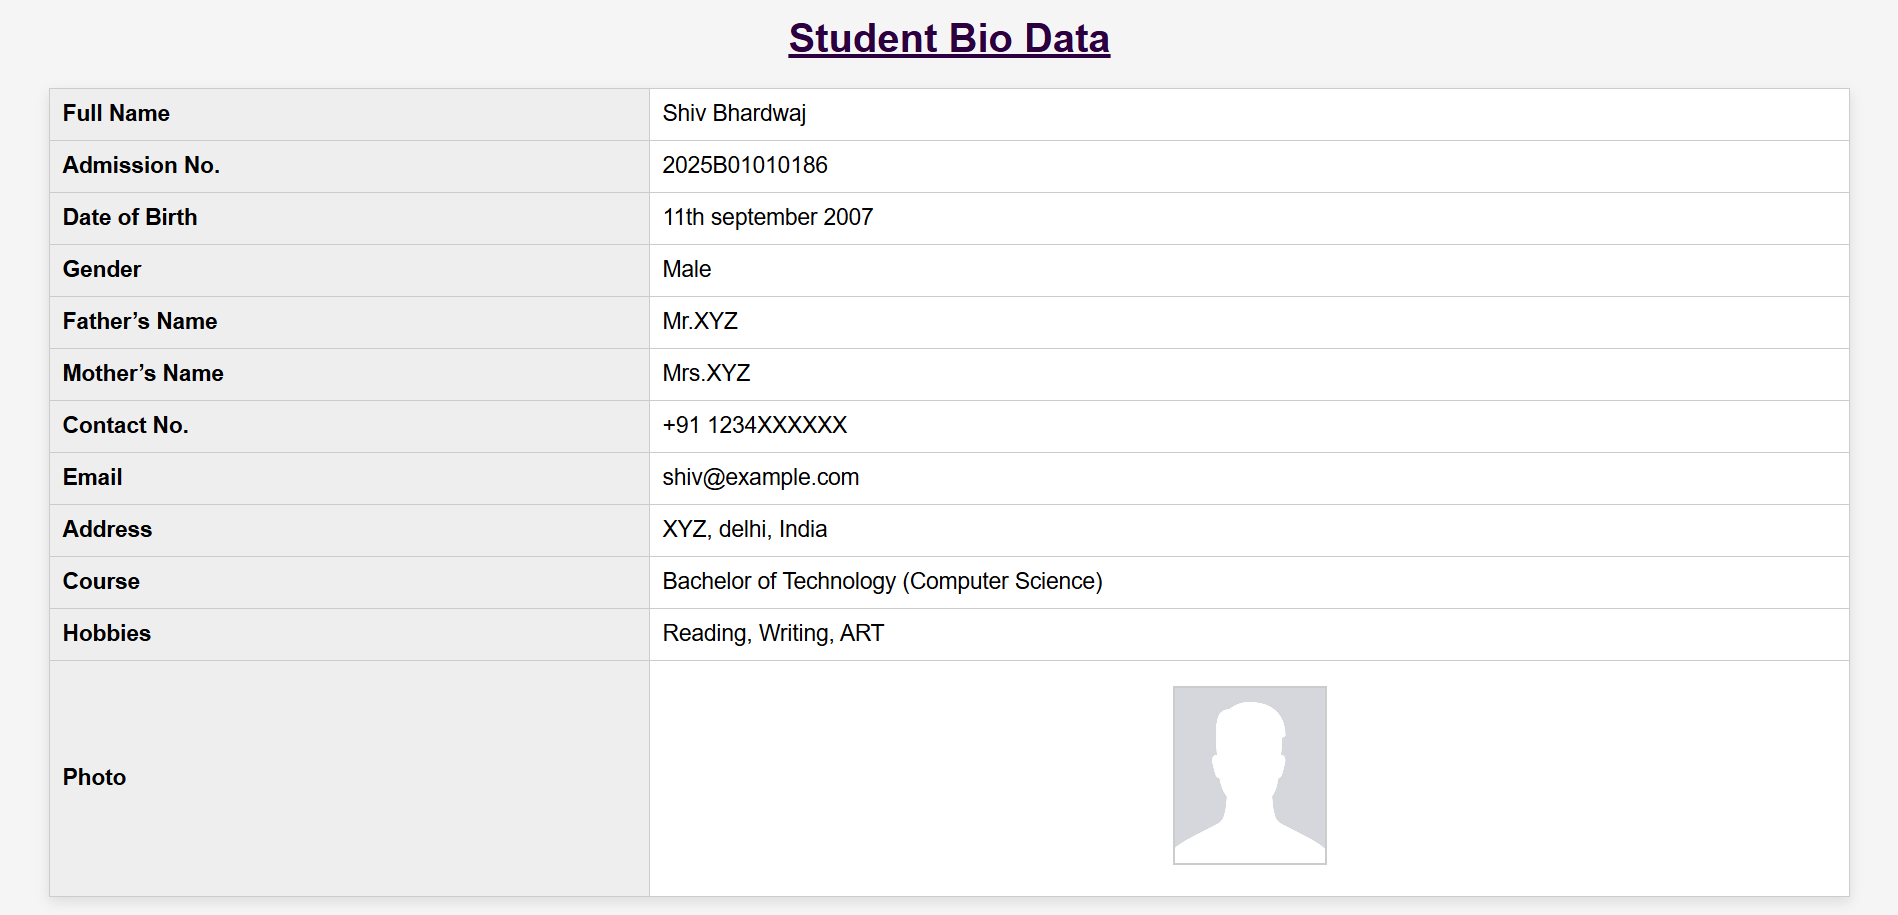 Student Bio Data
Full Name Shiv Bhardwaj
Admission No. 2025B01010186
Date of Birth 11th september 2007
Gender Male
Father’s Name Mr.XYZ
Mother’s Name Mrs.XYZ
Contact No. +91 1234XXXXXX
Email shiv@example.com
Address XYZ, delhi, India
Course Bachelor of Technology (Computer Science)
Hobbies Reading, Writing, ART
Photo